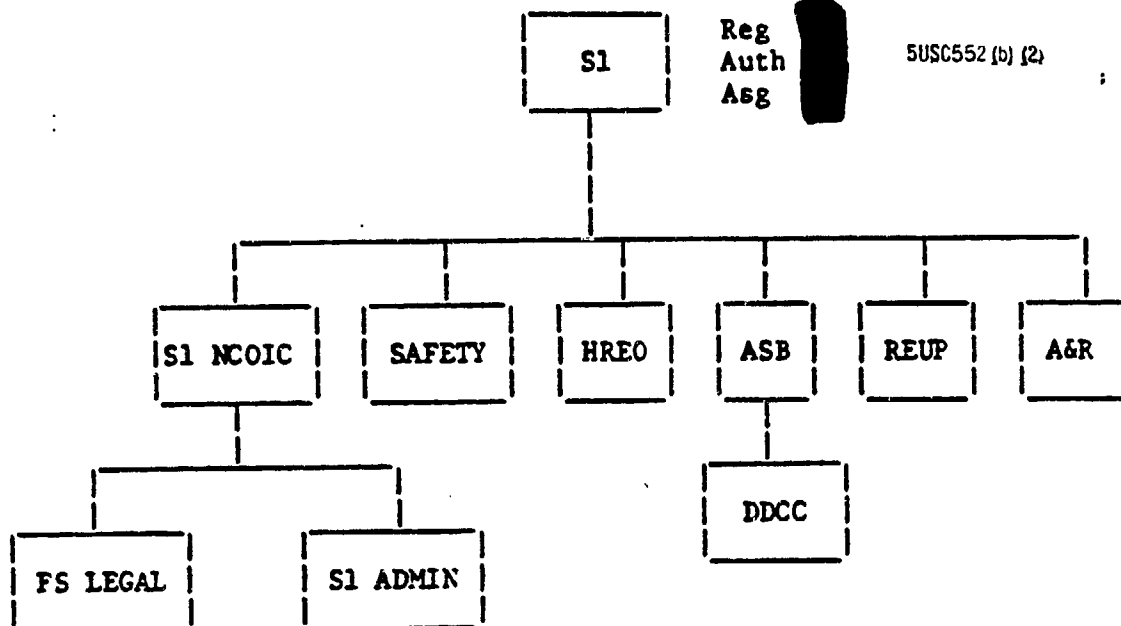 S1
Reg
Auth
Asg
5USC552 (b) (2)
S1 NCOIC
SAFETY
HREO
ASB
REUP
A&R
DDCC
FS LEGAL
S1 ADMIN